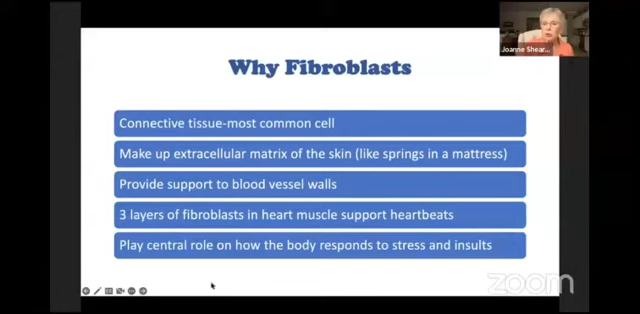 Joanne Shear...
Why Fibroblasts
Connective tissue-most common cell
Make up extracellular matrix of the skin (like springs in a mattress)
Provide support to blood vessel walls
3 layers of fibroblasts in heart muscle support heartbeats
Play central role on how the body responds to stress and insults
zoom